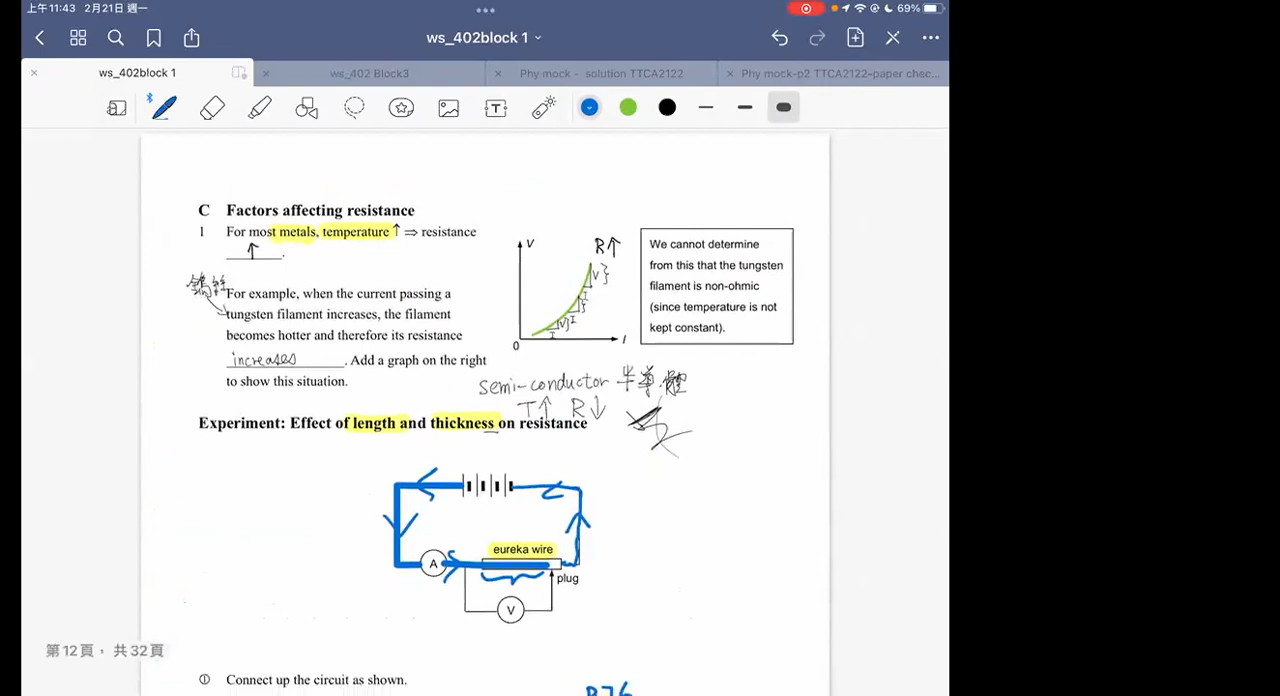 上午11:43 2月21日 週一
69%
ws_402block 1
ws_402block 1
ws_402 Block3
Phy mock - solution TTCA2122
Phy mock-p2 TTCA2122-paper chec...
C Factors affecting resistance
1 For most metals, temperature ↑ ⇒ resistance
↑ .
鎢絲
For example, when the current passing a
tungsten filament increases, the filament
becomes hotter and therefore its resistance
increases . Add a graph on the right
to show this situation.
V
R↑
V
I
V
I
I
0
We cannot determine
from this that the tungsten
filament is non-ohmic
(since temperature is not
kept constant).
semi-conductor 半導體
T↑ R↓
Experiment: Effect of length and thickness on resistance
eureka wire
A
plug
V
第12頁, 共32頁
① Connect up the circuit as shown.